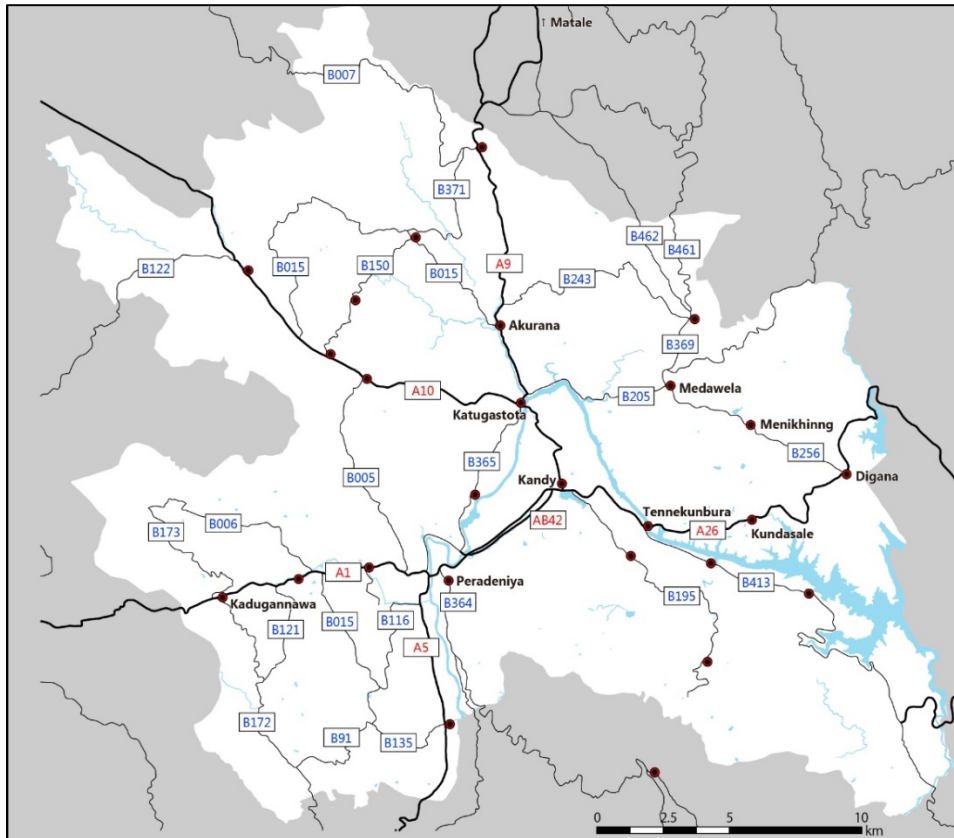 ↑ Matale
B007
B371
B462
B461
B015
B150
B015
A9
B243
B122
Akurana
B369
A10
Katugastota
B205
Medawela
Menikhinng
B365
B256
B005
Kandy
Digana
AB42
Tennekunbura
A26
Kundasale
B006
B173
A1
Peradeniya
B413
Kadugannawa
B121
B015
B116
B364
B195
A5
B172
B91
B135
0 2.5 5 10
km